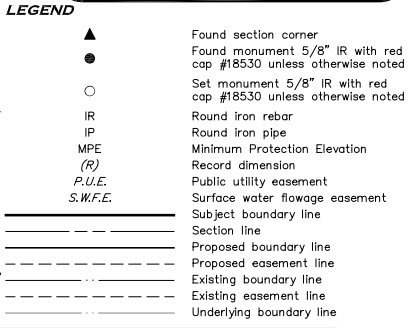 LEGEND
Found section corner
Found monument 5/8" IR with red
cap #18530 unless otherwise noted
Set monument 5/8" IR with red
cap #18530 unless otherwise noted
IR Round iron rebar
IP Round iron pipe
MPE Minimum Protection Elevation
(R) Record dimension
P.U.E. Public utility easement
S.W.F.E. Surface water flowage easement
Subject boundary line
Section line
Proposed boundary line
Proposed easement line
Existing boundary line
Existing easement line
Underlying boundary line